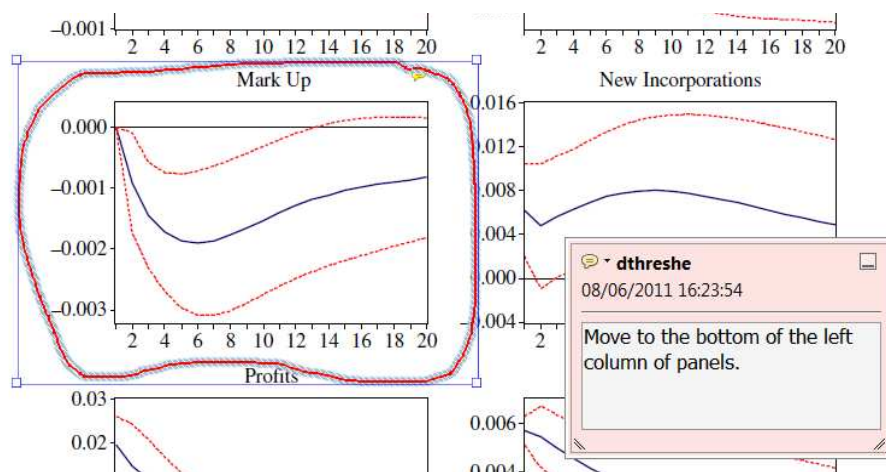 −0.001
2 4 6 8 10 12 14 16 18 20
2 4 6 8 10 12 14 16 18 20
Mark Up
0.000
−0.001
−0.002
−0.003
2 4 6 8 10 12 14 16 18 20
New Incorporations
0.016
0.012
0.008
0.004
0.000
0.004
2
dthreshe
08/06/2011 16:23:54
Move to the bottom of the left
column of panels.
Profits
0.03
0.02
0.006
0.004